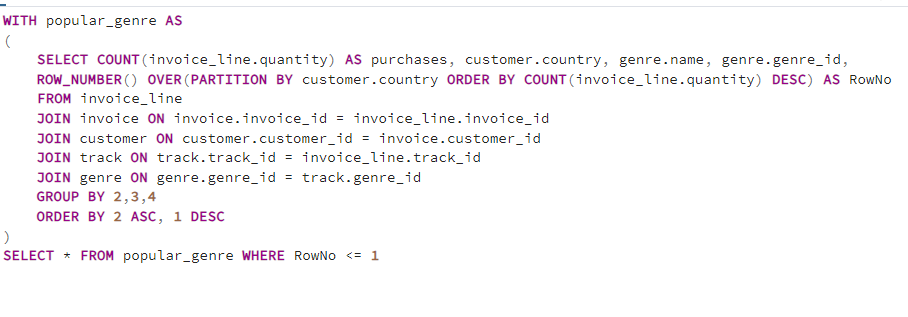 WITH popular_genre AS
(
    SELECT COUNT(invoice_line.quantity) AS purchases, customer.country, genre.name, genre.genre_id,
    ROW_NUMBER() OVER(PARTITION BY customer.country ORDER BY COUNT(invoice_line.quantity) DESC) AS RowNo
    FROM invoice_line
    JOIN invoice ON invoice.invoice_id = invoice_line.invoice_id
    JOIN customer ON customer.customer_id = invoice.customer_id
    JOIN track ON track.track_id = invoice_line.track_id
    JOIN genre ON genre.genre_id = track.genre_id
    GROUP BY 2,3,4
    ORDER BY 2 ASC, 1 DESC
)
SELECT * FROM popular_genre WHERE RowNo <= 1